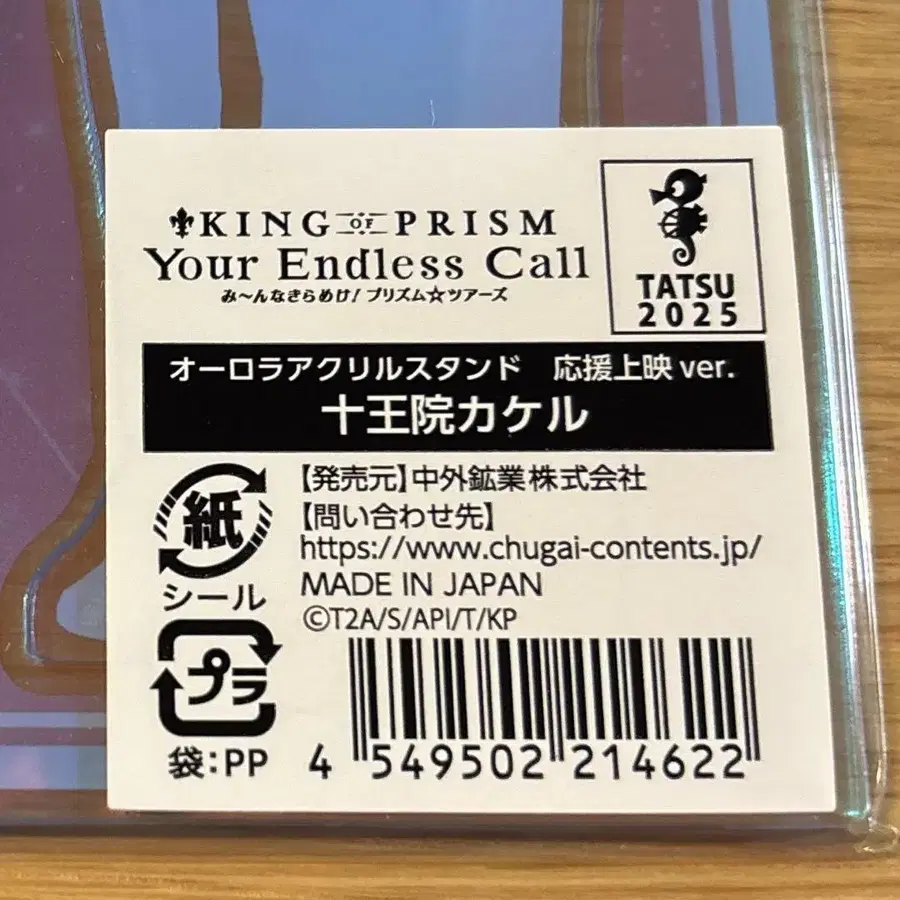 KING OF PRISM
Your Endless Call
み〜んなきらめけ！プリズム☆ツアーズ
TATSU
2025
オーロラアクリルスタンド　応援上映 ver.
十王院カケル
紙
シール
【発売元】中外鉱業株式会社
【問い合わせ先】
https://www.chugai-contents.jp/
MADE IN JAPAN
©T2A/S/API/T/KP
プラ
袋：PP
4 549502 214622